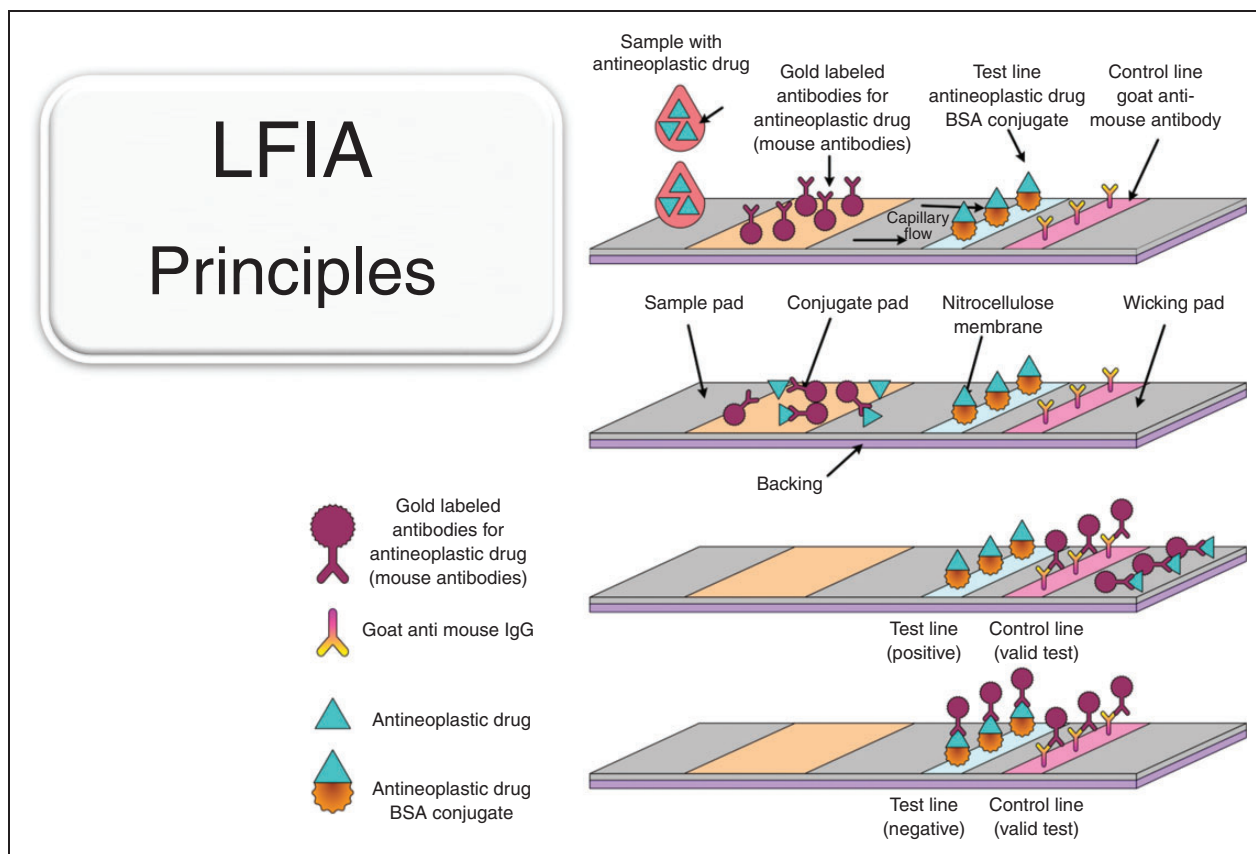 LFIA
Principles
Sample with
antineoplastic drug
Gold labeled
antibodies for
antineoplastic drug
(mouse antibodies)
Test line
antineoplastic drug
BSA conjugate
Control line
goat anti-
mouse antibody
Capillary
flow
Sample pad
Conjugate pad
Nitrocellulose
membrane
Wicking pad
Backing
Gold labeled
antibodies for
antineoplastic drug
(mouse antibodies)
Goat anti mouse IgG
Antineoplastic drug
Antineoplastic drug
BSA conjugate
Test line
(positive)
Control line
(valid test)
Test line
(negative)
Control line
(valid test)